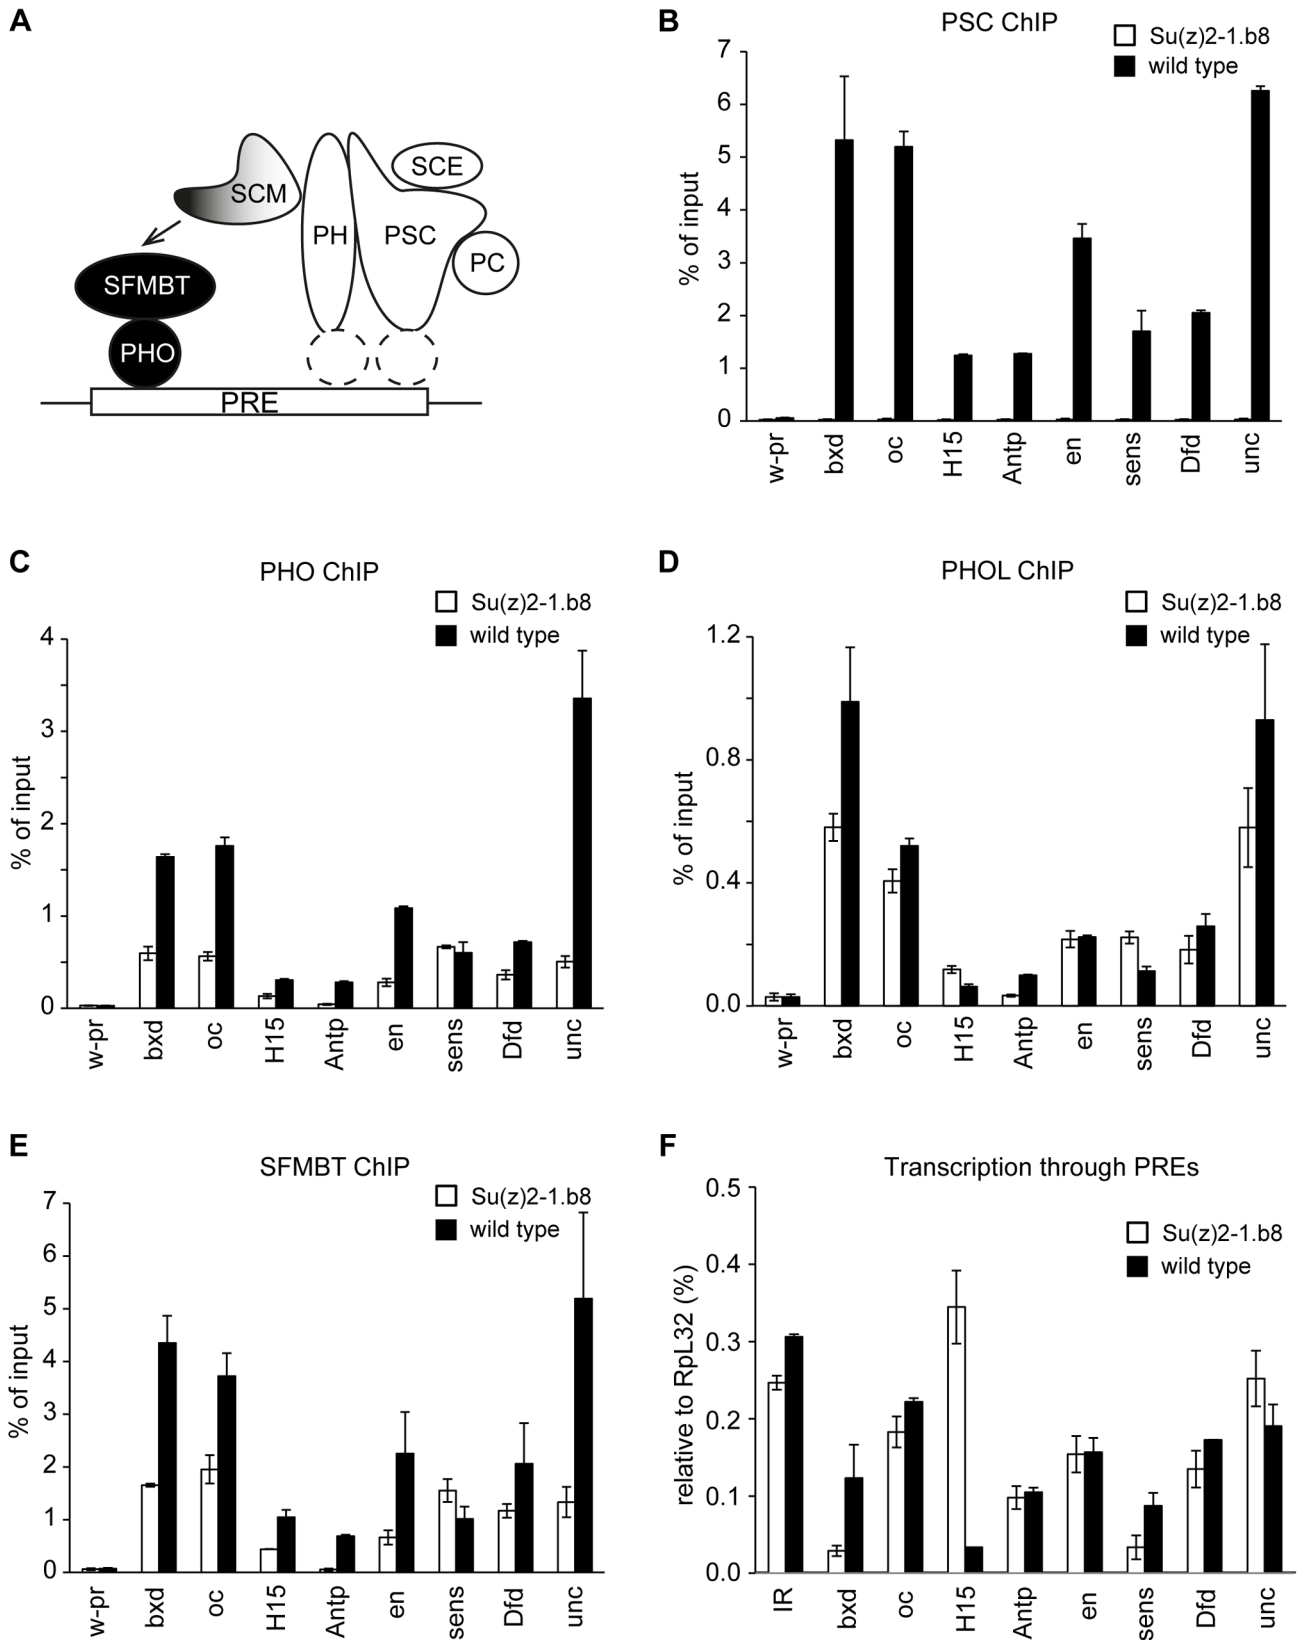 A
SCM
SCE
PH
PSC
PC
SFMBT
PHO
PRE
B
PSC ChIP
Su(z)2-1.b8
wild type
% of input
7
6
5
4
3
2
1
0
w-pr
bxd
oc
H15
Antp
en
sens
Dfd
unc
C
PHO ChIP
Su(z)2-1.b8
wild type
% of input
4
3
2
1
0
w-pr
bxd
oc
H15
Antp
en
sens
Dfd
unc
D
PHOL ChIP
Su(z)2-1.b8
wild type
% of input
1.2
0.8
0.4
0.0
w-pr
bxd
oc
H15
Antp
en
sens
Dfd
unc
E
SFMBT ChIP
Su(z)2-1.b8
wild type
% of input
7
6
5
4
3
2
1
0
w-pr
bxd
oc
H15
Antp
en
sens
Dfd
unc
F
Transcription through PREs
Su(z)2-1.b8
wild type
relative to RpL32 (%)
0.5
0.4
0.3
0.2
0.1
0.0
IR
bxd
oc
H15
Antp
en
sens
Dfd
unc